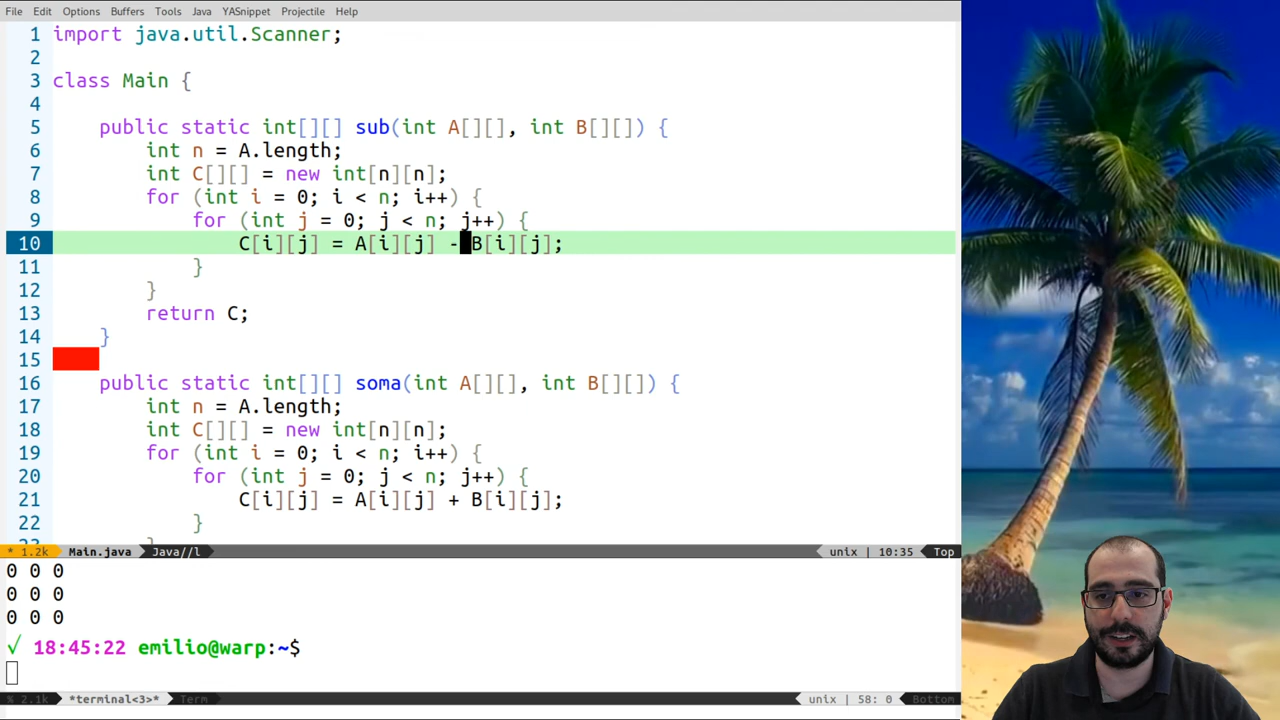 File Edit Options Buffers Tools Java YASnippet Projectile Help
1 import java.util.Scanner;
2
3 class Main {
4
5 public static int[][] sub(int A[][], int B[][]) {
6 int n = A.length;
7 int C[][] = new int[n][n];
8 for (int i = 0; i < n; i++) {
9 for (int j = 0; j < n; j++) {
10 C[i][j] = A[i][j] - B[i][j];
11 }
12 }
13 return C;
14 }
15
16 public static int[][] soma(int A[][], int B[][]) {
17 int n = A.length;
18 int C[][] = new int[n][n];
19 for (int i = 0; i < n; i++) {
20 for (int j = 0; j < n; j++) {
21 C[i][j] = A[i][j] + B[i][j];
22 }
23 }
* 1.2k Main.java Java//l unix | 10:35 Top
0 0 0
0 0 0
0 0 0
√ 18:45:22 emilio@warp:~$
% 2.1k *terminal<3>* Term unix | 58: 0 Bottom